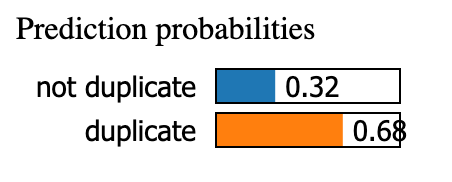 Prediction probabilities
not duplicate 0.32
duplicate 0.68